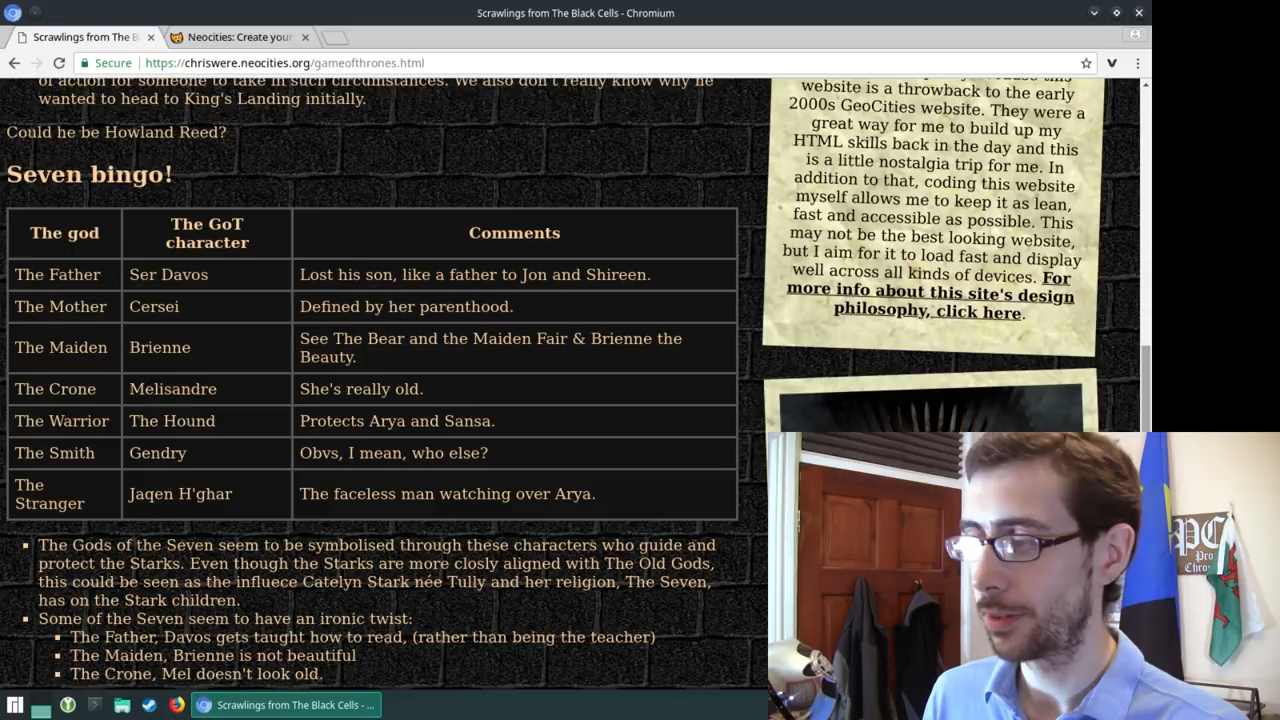 Scrawlings from The Black Cells - Chromium
Scrawlings from The B
Neocities: Create your
Secure
https://chriswere.neocities.org/gameofthrones.html
of action for someone to take in such circumstances. We also don't really know why he
wanted to head to King's Landing initially.
Could he be Howland Reed?
Seven bingo!
The god
The GoT
character
Comments
The Father
Ser Davos
Lost his son, like a father to Jon and Shireen.
The Mother
Cersei
Defined by her parenthood.
The Maiden
Brienne
See The Bear and the Maiden Fair & Brienne the
Beauty.
The Crone
Melisandre
She's really old.
The Warrior
The Hound
Protects Arya and Sansa.
The Smith
Gendry
Obvs, I mean, who else?
The
Stranger
Jaqen H'ghar
The faceless man watching over Arya.
The Gods of the Seven seem to be symbolised through these characters who guide and
protect the Starks. Even though the Starks are more closly aligned with The Old Gods,
this could be seen as the influece Catelyn Stark née Tully and her religion, The Seven,
has on the Stark children.
Some of the Seven seem to have an ironic twist:
The Father, Davos gets taught how to read, (rather than being the teacher)
The Maiden, Brienne is not beautiful
The Crone, Mel doesn't look old.
website is a throwback to the early
2000s GeoCities website. They were a
great way for me to build up my
HTML skills back in the day and this
is a little nostalgia trip for me. In
addition to that, coding this website
myself allows me to keep it as lean,
fast and accessible as possible. This
may not be the best looking website,
but I aim for it to load fast and display
well across all kinds of devices. For
more info about this site's design
philosophy, click here.
PC
Pro
Chro
Scrawlings from The Black Cells - ...